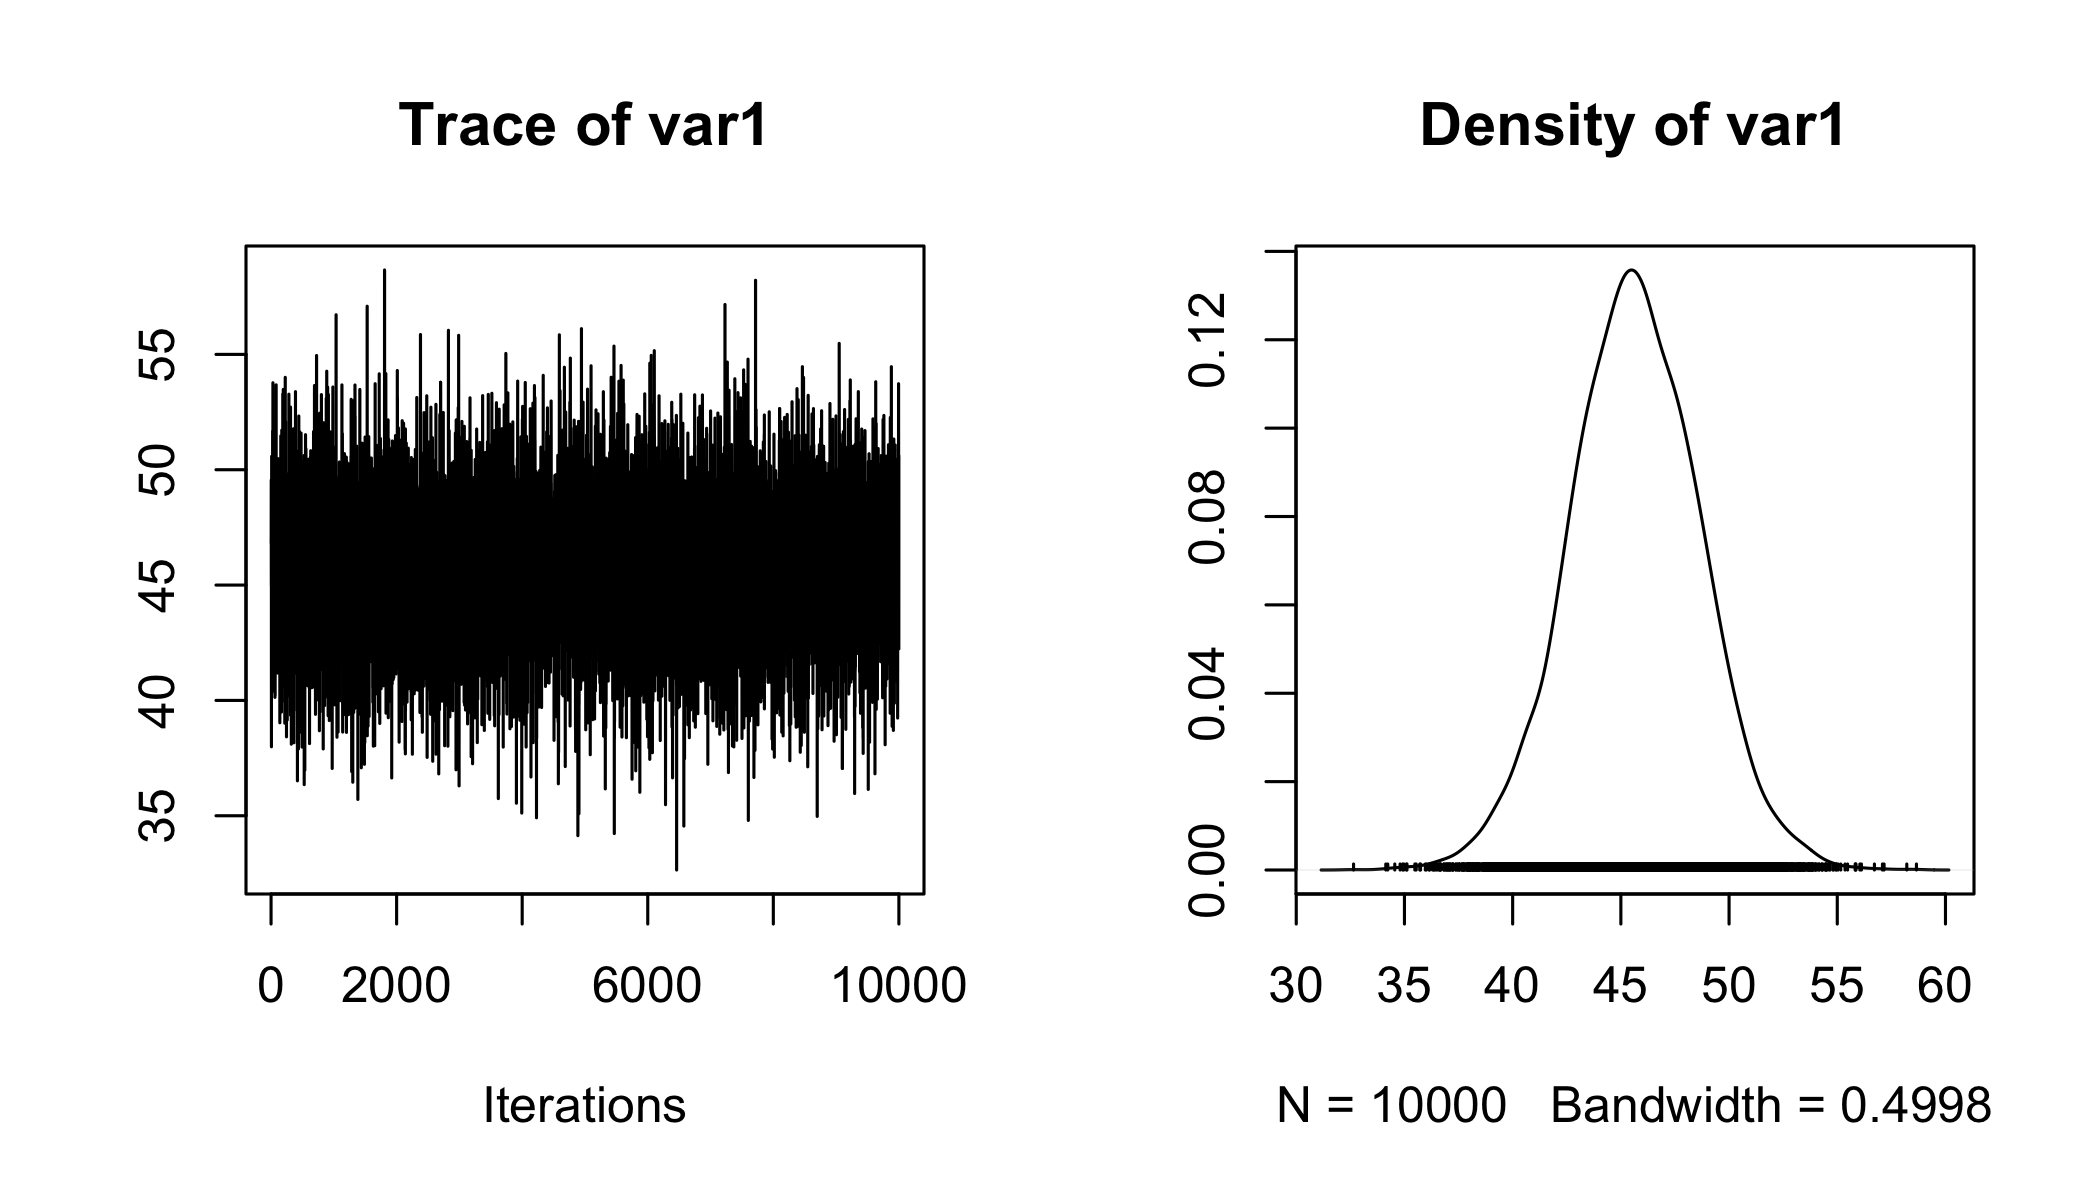 Trace of var1
55
50
45
40
35
0 2000 6000 10000
Iterations
Density of var1
0.12
0.08
0.04
0.00
30 35 40 45 50 55 60
N = 10000 Bandwidth = 0.4998